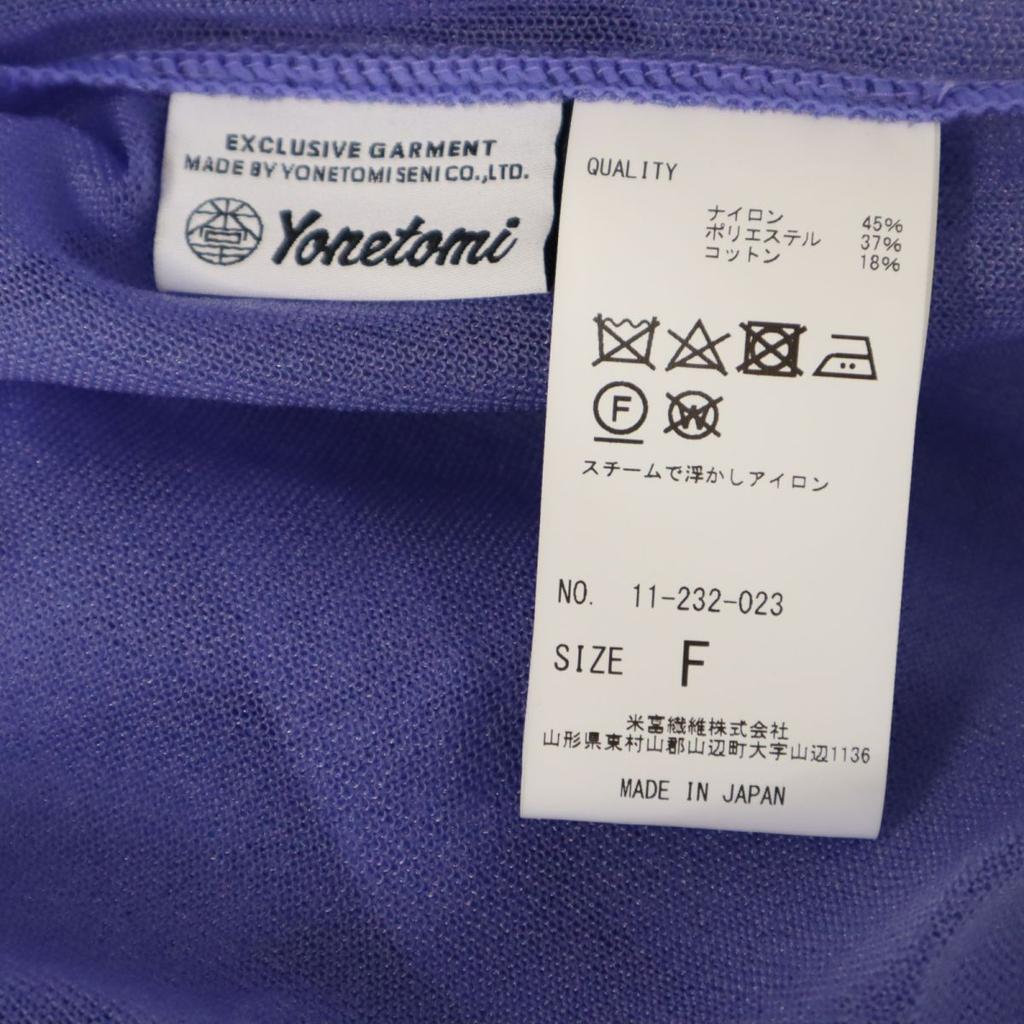 EXCLUSIVE GARMENT
MADE BY YONETOMI SENI CO.,LTD.
Yonetomi
QUALITY
ナイロン 45%
ポリエステル 37%
コットン 18%
F
W
スチームで浮かしアイロン
NO. 11-232-023
SIZE F
米富繊維株式会社
山形県東村山郡山辺町大字山辺1136
MADE IN JAPAN